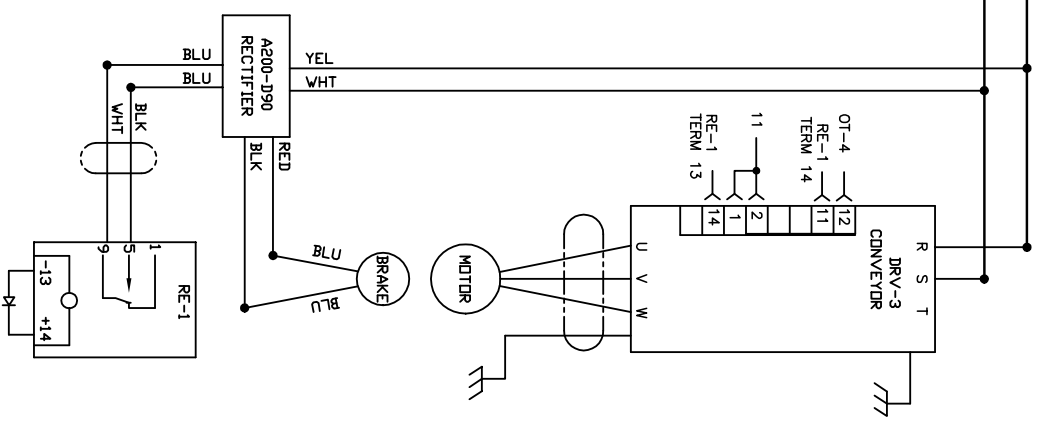 BLU
BLU
A200-D90
RECTIFIER
YEL
WHT
BLK
WHT
RED
BLK
BLU
BLU
BRAKE
MOTOR
RE-1
TERM 13
11
RE-1
TERM 14
OT-4
14
1
2
11
12
DRV-3
CONVEYOR
R
S
T
U
V
W
9
5
1
RE-1
-13
+14